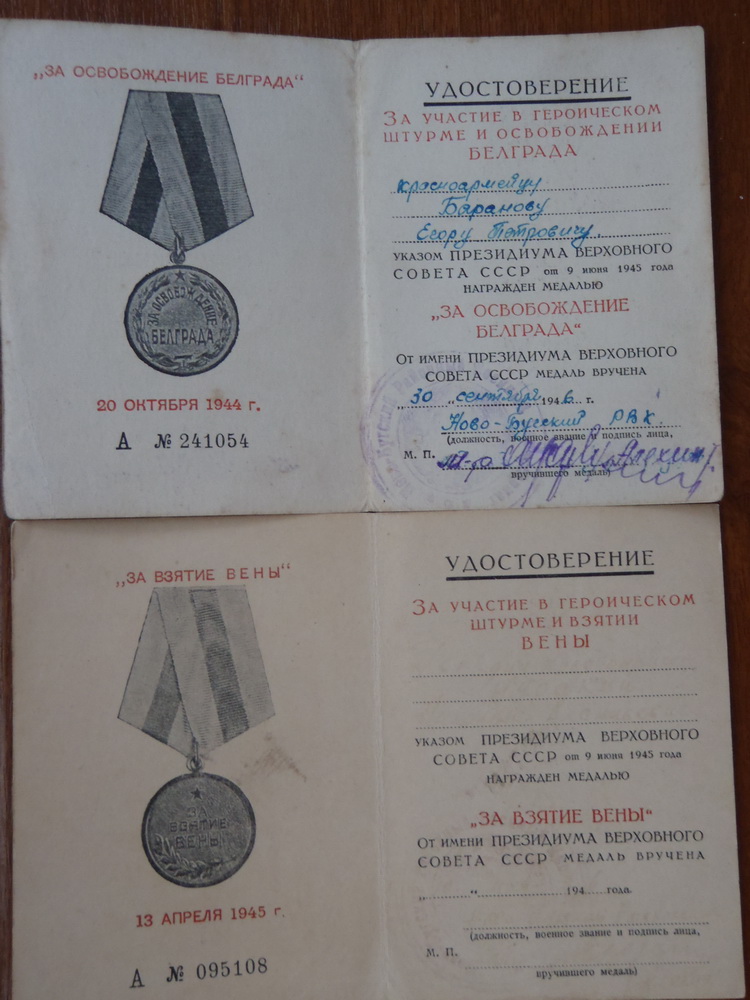 „ЗА ОСВОБОЖДЕНИЕ БЕЛГРАДА“
ЗА ОСВОБОЖДЕНИЕ
БЕЛГРАДА
20 ОКТЯБРЯ 1944 г.
А № 241054
УДОСТОВЕРЕНИЕ
ЗА УЧАСТИЕ В ГЕРОИЧЕСКОМ
ШТУРМЕ И ОСВОБОЖДЕНИИ
БЕЛГРАДА
красноармейцу
Баранову
Егору Петровичу.
УКАЗОМ ПРЕЗИДИУМА ВЕРХОВНОГО
СОВЕТА СССР от 9 июня 1945 года
НАГРАЖДЕН МЕДАЛЬЮ
„ЗА ОСВОБОЖДЕНИЕ
БЕЛГРАДА“
От имени ПРЕЗИДИУМА ВЕРХОВНОГО
СОВЕТА СССР МЕДАЛЬ ВРУЧЕНА
„30„ сентября 1946 г.
Ново-Бугский РВК.
(должность, военное звание и подпись лица,
М. П.
вручившего медаль)
„ЗА ВЗЯТИЕ ВЕНЫ“
ЗА
ВЗЯТИЕ
ВЕНЫ
13 АПРЕЛЯ 1945 г.
А № 095108
УДОСТОВЕРЕНИЕ
ЗА УЧАСТИЕ В ГЕРОИЧЕСКОМ
ШТУРМЕ И ВЗЯТИИ
ВЕНЫ
УКАЗОМ ПРЕЗИДИУМА ВЕРХОВНОГО
СОВЕТА СССР от 9 июня 1945 года
НАГРАЖДЕН МЕДАЛЬЮ
„ЗА ВЗЯТИЕ ВЕНЫ“
От имени ПРЕЗИДИУМА ВЕРХОВНОГО
СОВЕТА СССР МЕДАЛЬ ВРУЧЕНА
„..........“ ..................194......года.
(должность, военное звание и подпись лица,
М. П.
вручившего медаль)